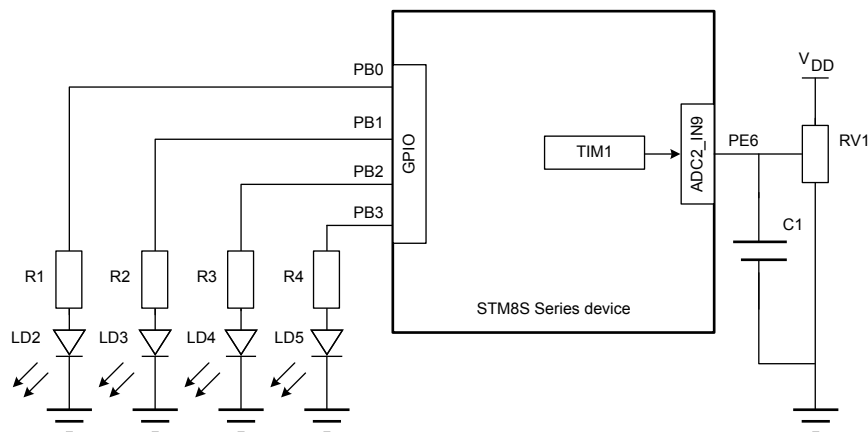 PB0
V DD
PB1
GPIO
TIM1
ADC2_IN9
PE6
RV1
PB2
PB3
C1
R1
R2
R3
R4
STM8S Series device
LD2
LD3
LD4
LD5